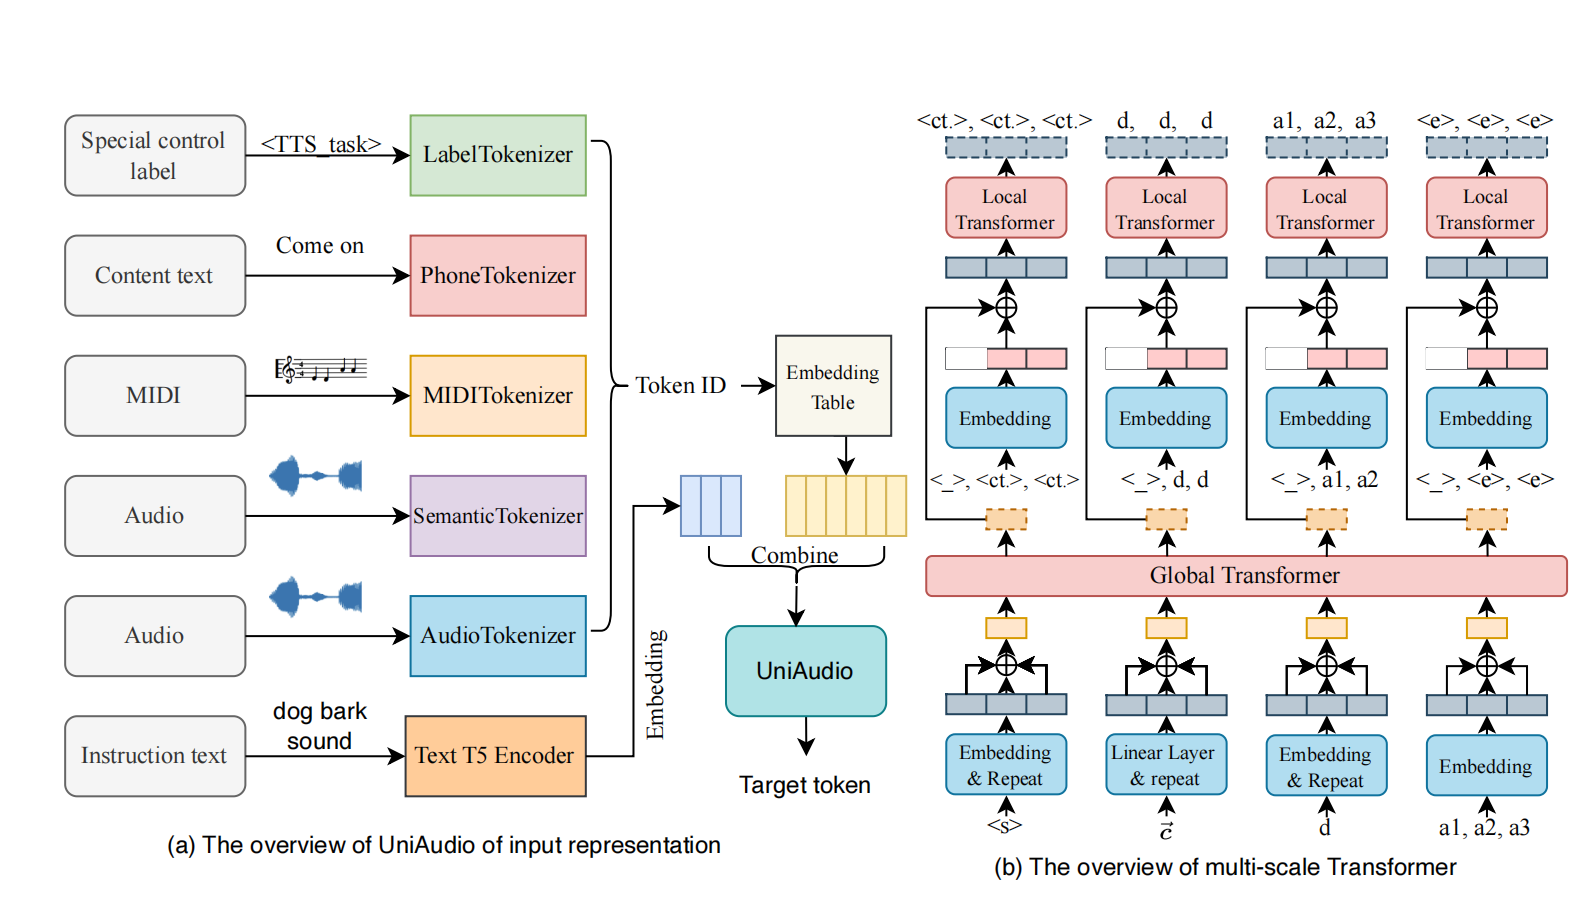 Special control
label
<TTS_task>
LabelTokenizer
Content text
Come on
PhoneTokenizer
MIDI
MIDITokenizer
Audio
SemanticTokenizer
Audio
AudioTokenizer
Instruction text
dog bark
sound
Text T5 Encoder
Embedding
Token ID
Embedding
Table
Combine
UniAudio
Target token
(a) The overview of UniAudio of input representation
<ct.>, <ct.>, <ct.>
d, d, d
a1, a2, a3
<e>, <e>, <e>
Local
Transformer
Local
Transformer
Local
Transformer
Local
Transformer
Embedding
Embedding
Embedding
Embedding
<_>, <ct.>, <ct.>
<_>, d, d
<_>, a1, a2
<_>, <e>, <e>
Global Transformer
Embedding
& Repeat
Linear Layer
& repeat
Embedding
& Repeat
Embedding
<s>
c⃗
d
a1, a2, a3
(b) The overview of multi-scale Transformer